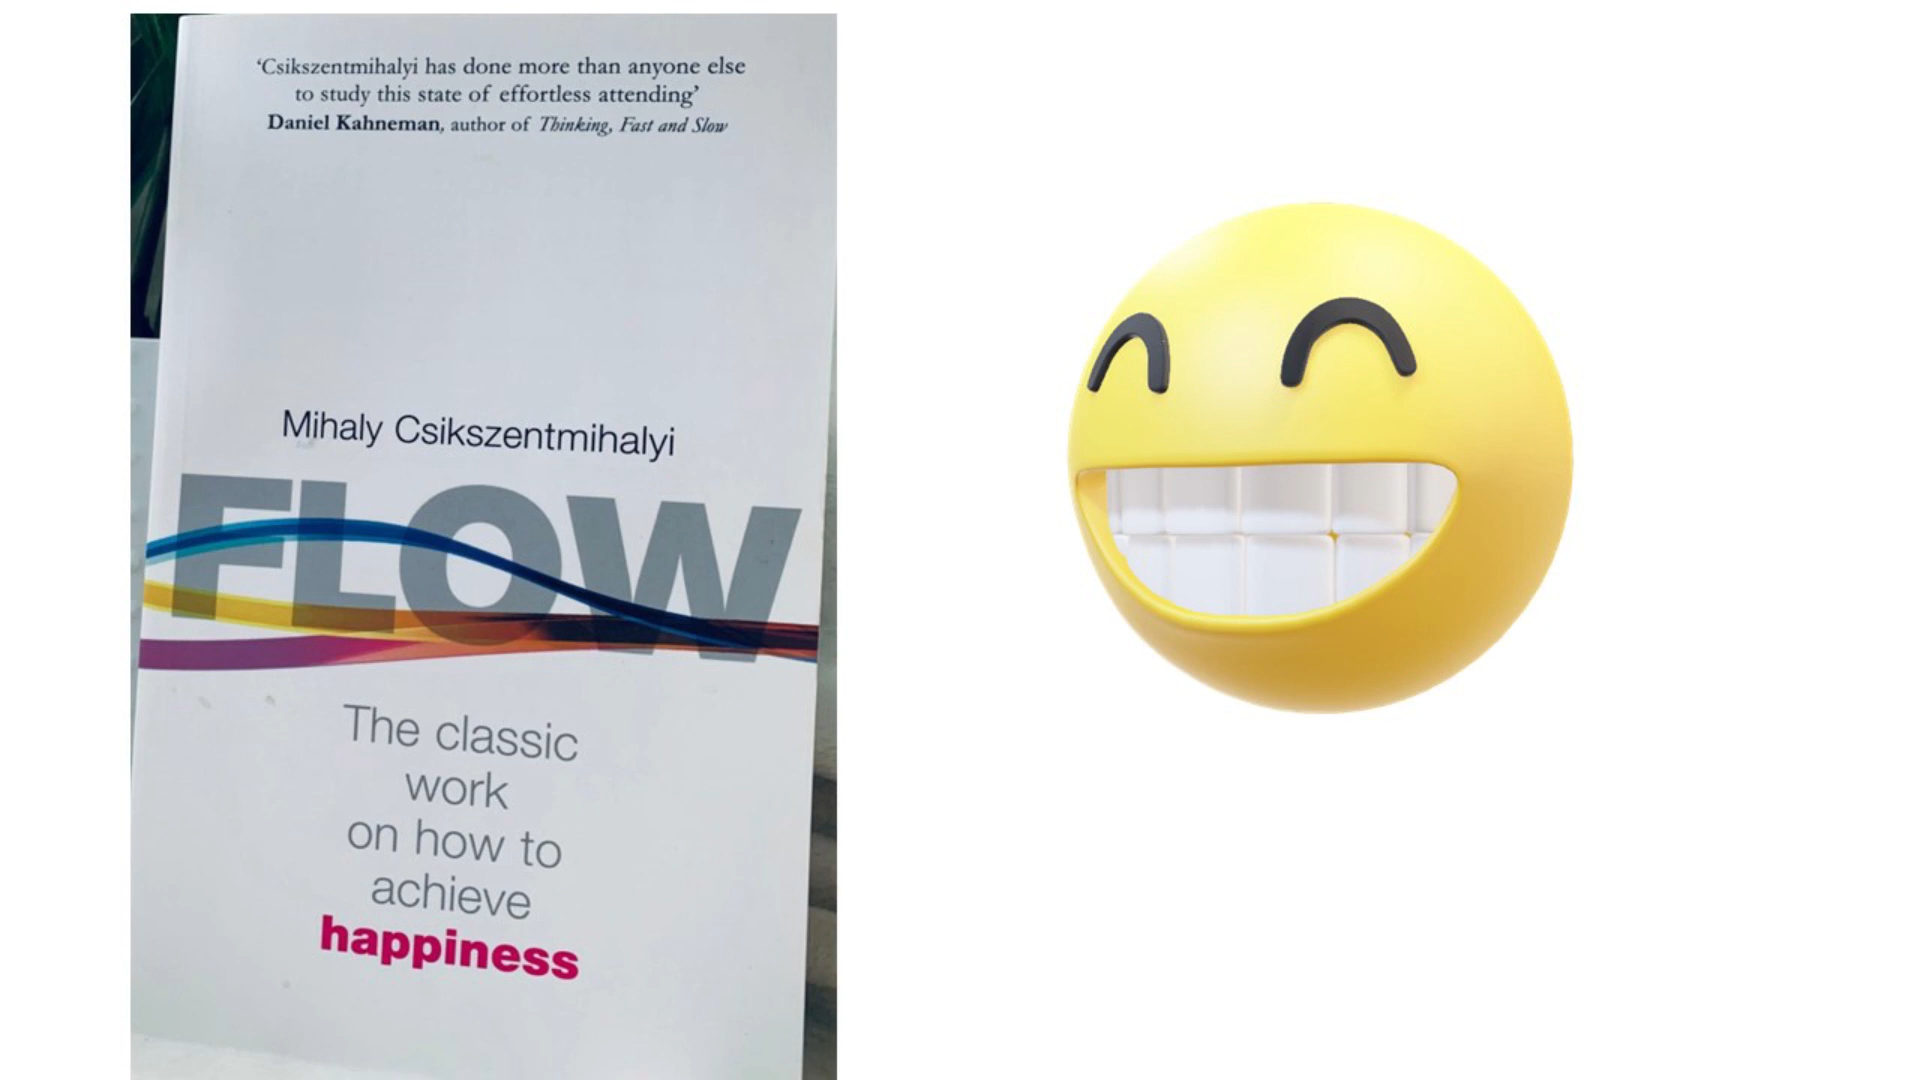 ‘Csikszentmihalyi has done more than anyone else
to study this state of effortless attending’
Daniel Kahneman, author of Thinking, Fast and Slow
Mihaly Csikszentmihalyi
FLOW
The classic
work
on how to
achieve
happiness